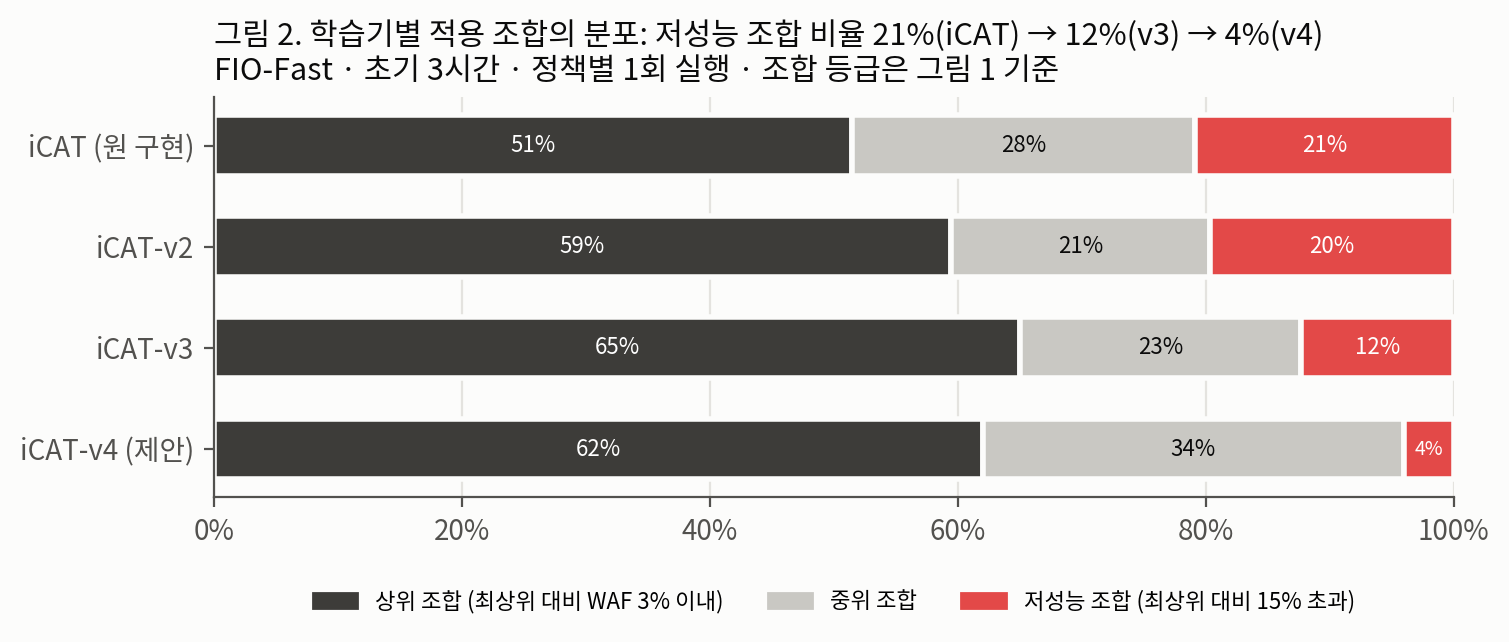 그림 2. 학습기별 적용 조합의 분포: 저성능 조합 비율 21%(iCAT) → 12%(v3) → 4%(v4)
FIO-Fast · 초기 3시간 · 정책별 1회 실행 · 조합 등급은 그림 1 기준
iCAT (원 구현) 51% 28% 21%
iCAT-v2 59% 21% 20%
iCAT-v3 65% 23% 12%
iCAT-v4 (제안) 62% 34% 4%
0% 20% 40% 60% 80% 100%
상위 조합 (최상위 대비 WAF 3% 이내) 중위 조합 저성능 조합 (최상위 대비 15% 초과)